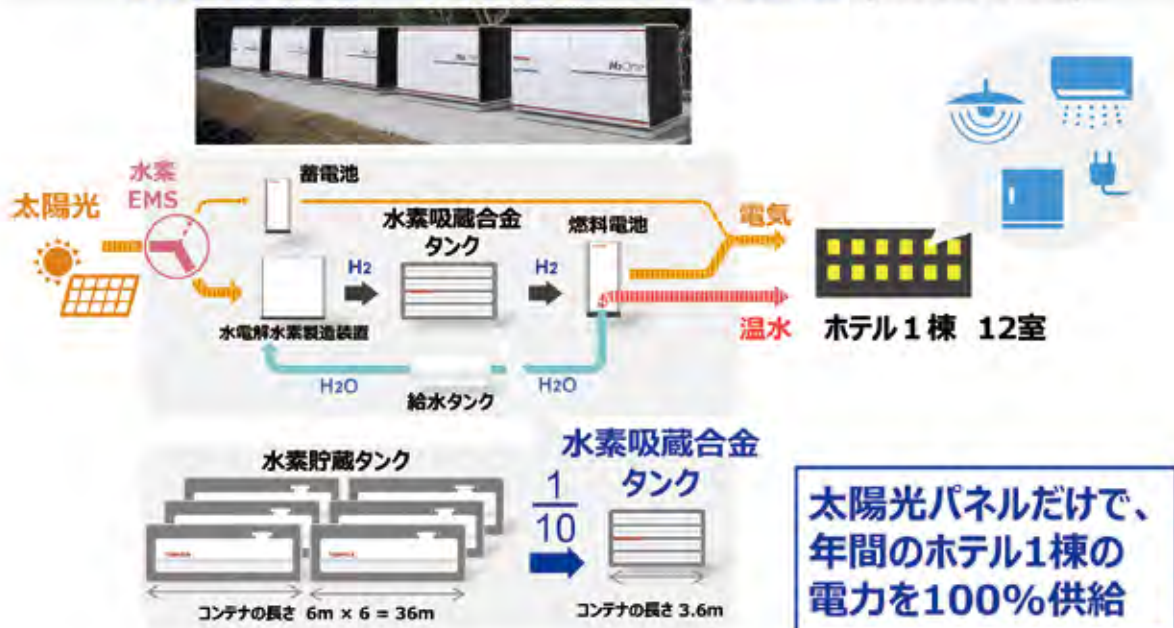 H2One
太陽光
水素
EMS
蓄電池
水素吸蔵合金
タンク
燃料電池
電気
H2
H2
水電解水素製造装置
温水
ホテル1棟 12室
H2O
H2O
給水タンク
水素貯蔵タンク
1
10
水素吸蔵合金
タンク
コンテナの長さ 6m × 6 = 36m
コンテナの長さ 3.6m
太陽光パネルだけで、
年間のホテル1棟の
電力を100%供給